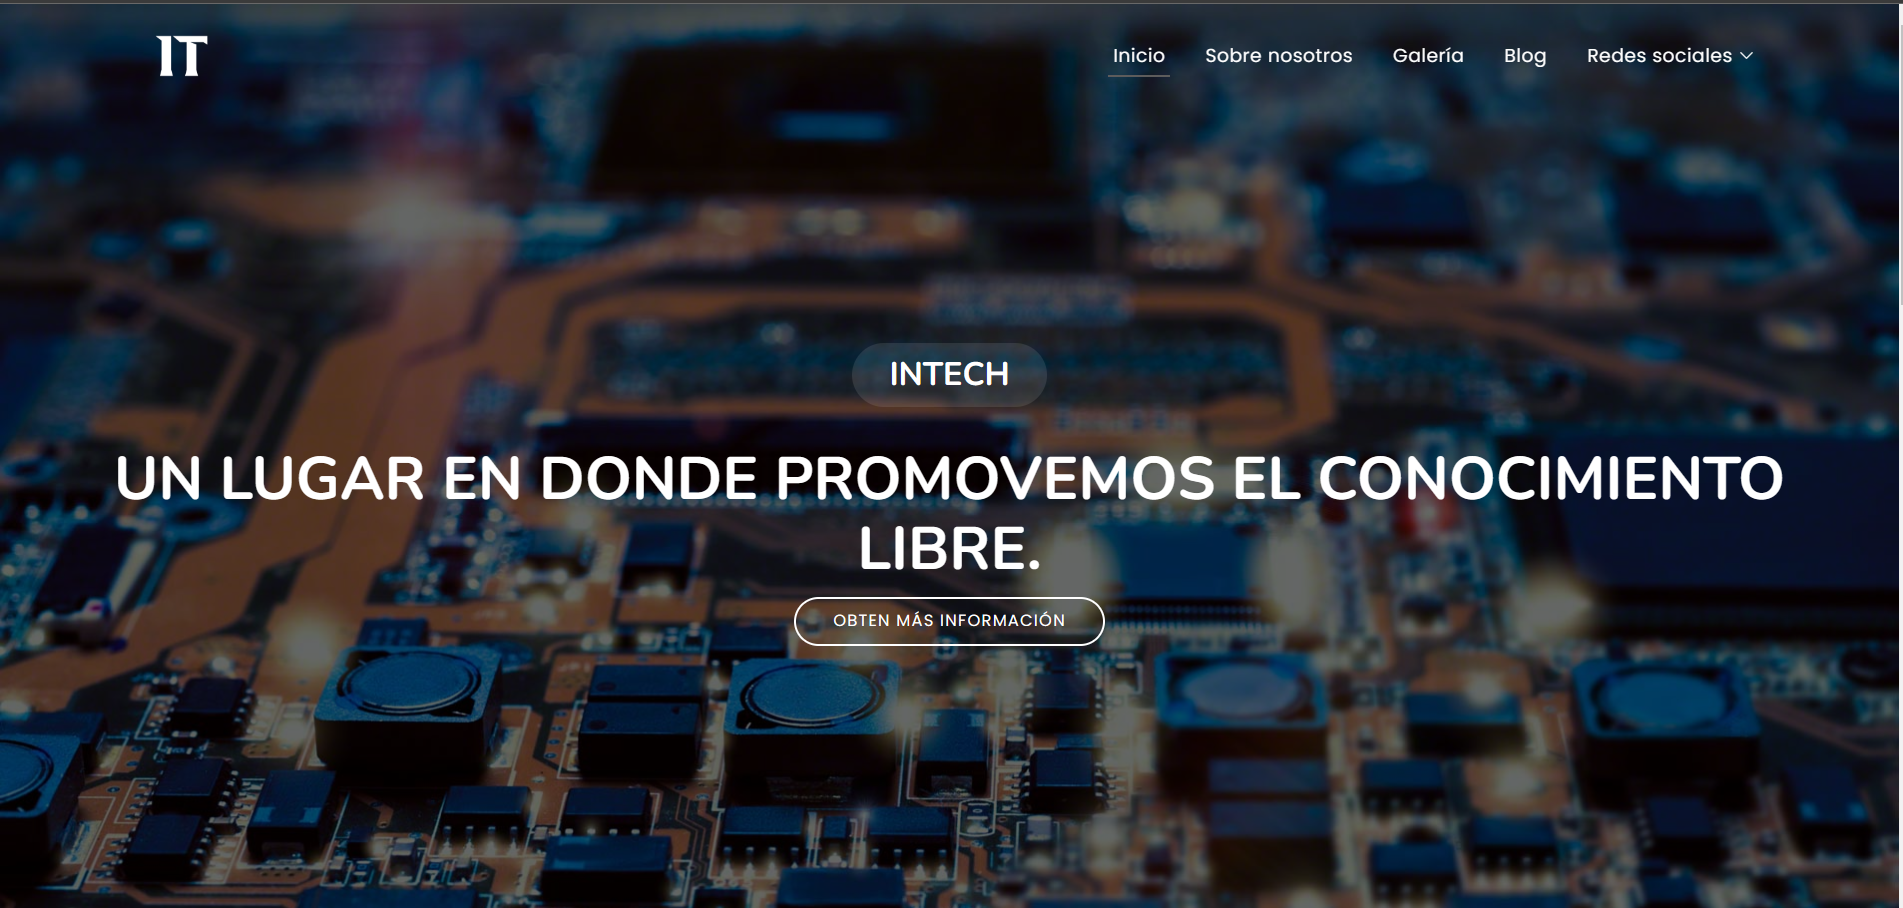 IT
Inicio Sobre nosotros Galería Blog Redes sociales
INTECH
UN LUGAR EN DONDE PROMOVEMOS EL CONOCIMIENTO
LIBRE.
OBTEN MÁS INFORMACIÓN